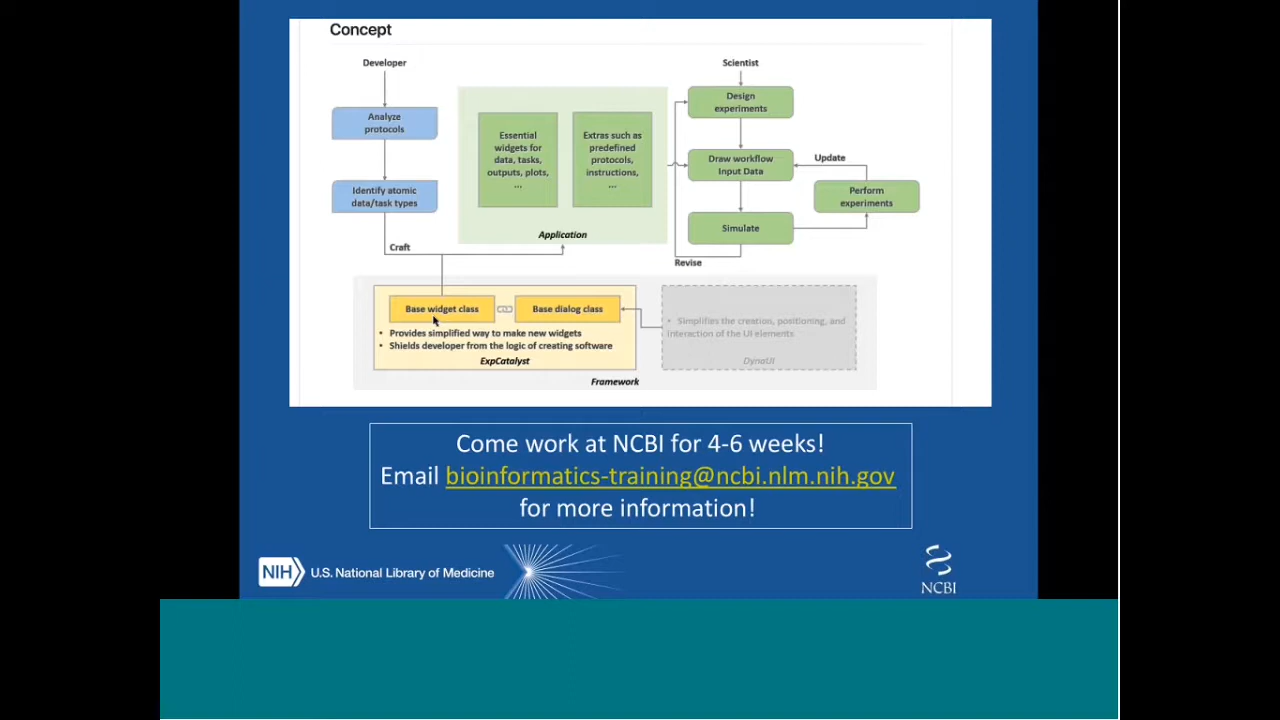 Concept
Developer
Analyze
protocols
Identify atomic
data/task types
Craft
Essential
widgets for
data, tasks,
outputs, plots,
...
Extras such as
predefined
protocols,
instructions,
...
Application
Scientist
Design
experiments
Draw workflow
Input Data
Update
Perform
experiments
Simulate
Revise
Base widget class
Base dialog class
• Provides simplified way to make new widgets
• Shields developer from the logic of creating software
ExpCatalyst
• Simplifies the creation, positioning, and
interaction of the UI elements
DynaUI
Framework
Come work at NCBI for 4-6 weeks!
Email bioinformatics-training@ncbi.nlm.nih.gov
for more information!
NIH U.S. National Library of Medicine
NCBI